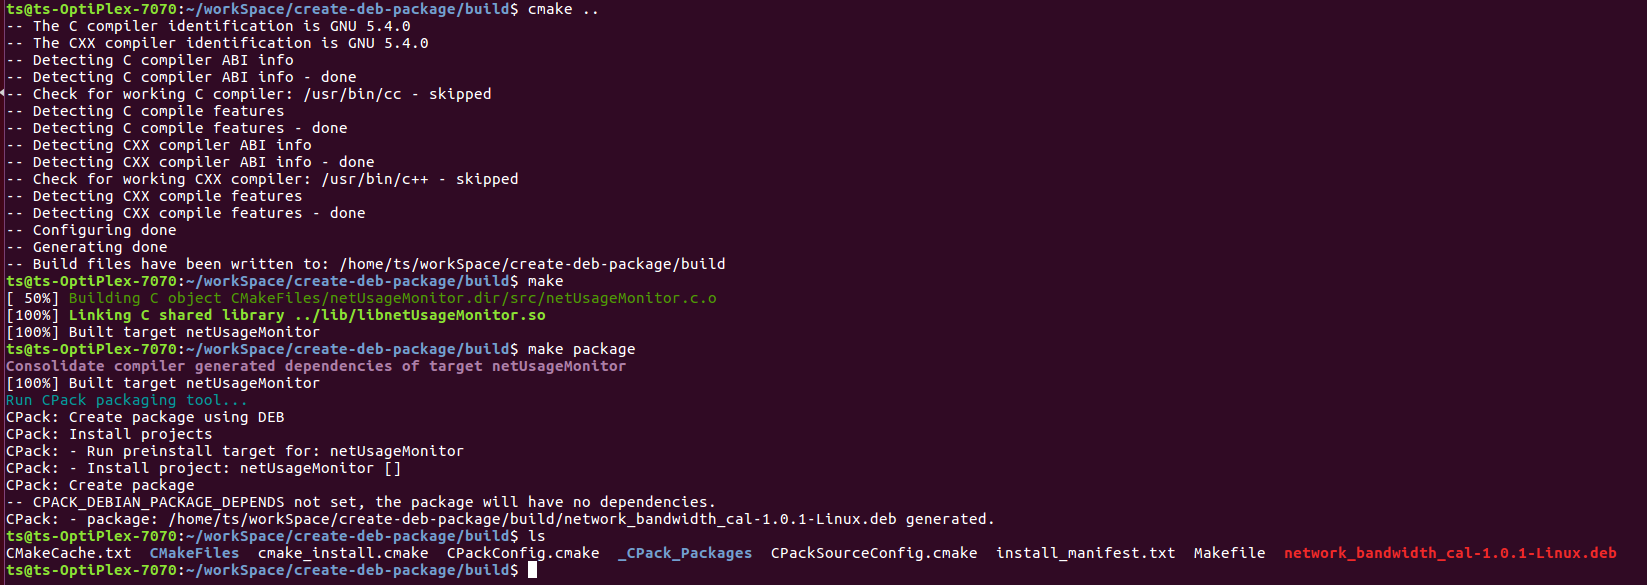 ts@ts-OptiPlex-7070:~/workSpace/create-deb-package/build$ cmake ..
-- The C compiler identification is GNU 5.4.0
-- The CXX compiler identification is GNU 5.4.0
-- Detecting C compiler ABI info
-- Detecting C compiler ABI info - done
-- Check for working C compiler: /usr/bin/cc - skipped
-- Detecting C compile features
-- Detecting C compile features - done
-- Detecting CXX compiler ABI info
-- Detecting CXX compiler ABI info - done
-- Check for working CXX compiler: /usr/bin/c++ - skipped
-- Detecting CXX compile features
-- Detecting CXX compile features - done
-- Configuring done
-- Generating done
-- Build files have been written to: /home/ts/workSpace/create-deb-package/build
ts@ts-OptiPlex-7070:~/workSpace/create-deb-package/build$ make
[ 50%] Building C object CMakeFiles/netUsageMonitor.dir/src/netUsageMonitor.c.o
[100%] Linking C shared library ../lib/libnetUsageMonitor.so
[100%] Built target netUsageMonitor
ts@ts-OptiPlex-7070:~/workSpace/create-deb-package/build$ make package
Consolidate compiler generated dependencies of target netUsageMonitor
[100%] Built target netUsageMonitor
Run CPack packaging tool...
CPack: Create package using DEB
CPack: Install projects
CPack: - Run preinstall target for: netUsageMonitor
CPack: - Install project: netUsageMonitor []
CPack: Create package
-- CPACK_DEBIAN_PACKAGE_DEPENDS not set, the package will have no dependencies.
CPack: - package: /home/ts/workSpace/create-deb-package/build/network_bandwidth_cal-1.0.1-Linux.deb generated.
ts@ts-OptiPlex-7070:~/workSpace/create-deb-package/build$ ls
CMakeCache.txt  CMakeFiles  cmake_install.cmake  CPackConfig.cmake  _CPack_Packages  CPackSourceConfig.cmake  install_manifest.txt  Makefile  network_bandwidth_cal-1.0.1-Linux.deb
ts@ts-OptiPlex-7070:~/workSpace/create-deb-package/build$